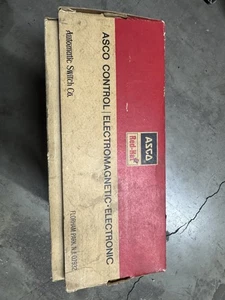 ASCO CONTROL | ELECTROMAGNETIC - ELECTRONIC
Automatic Switch Co.
FLORHAM PARK, N.J. 07932
ASCO
Red-Hat